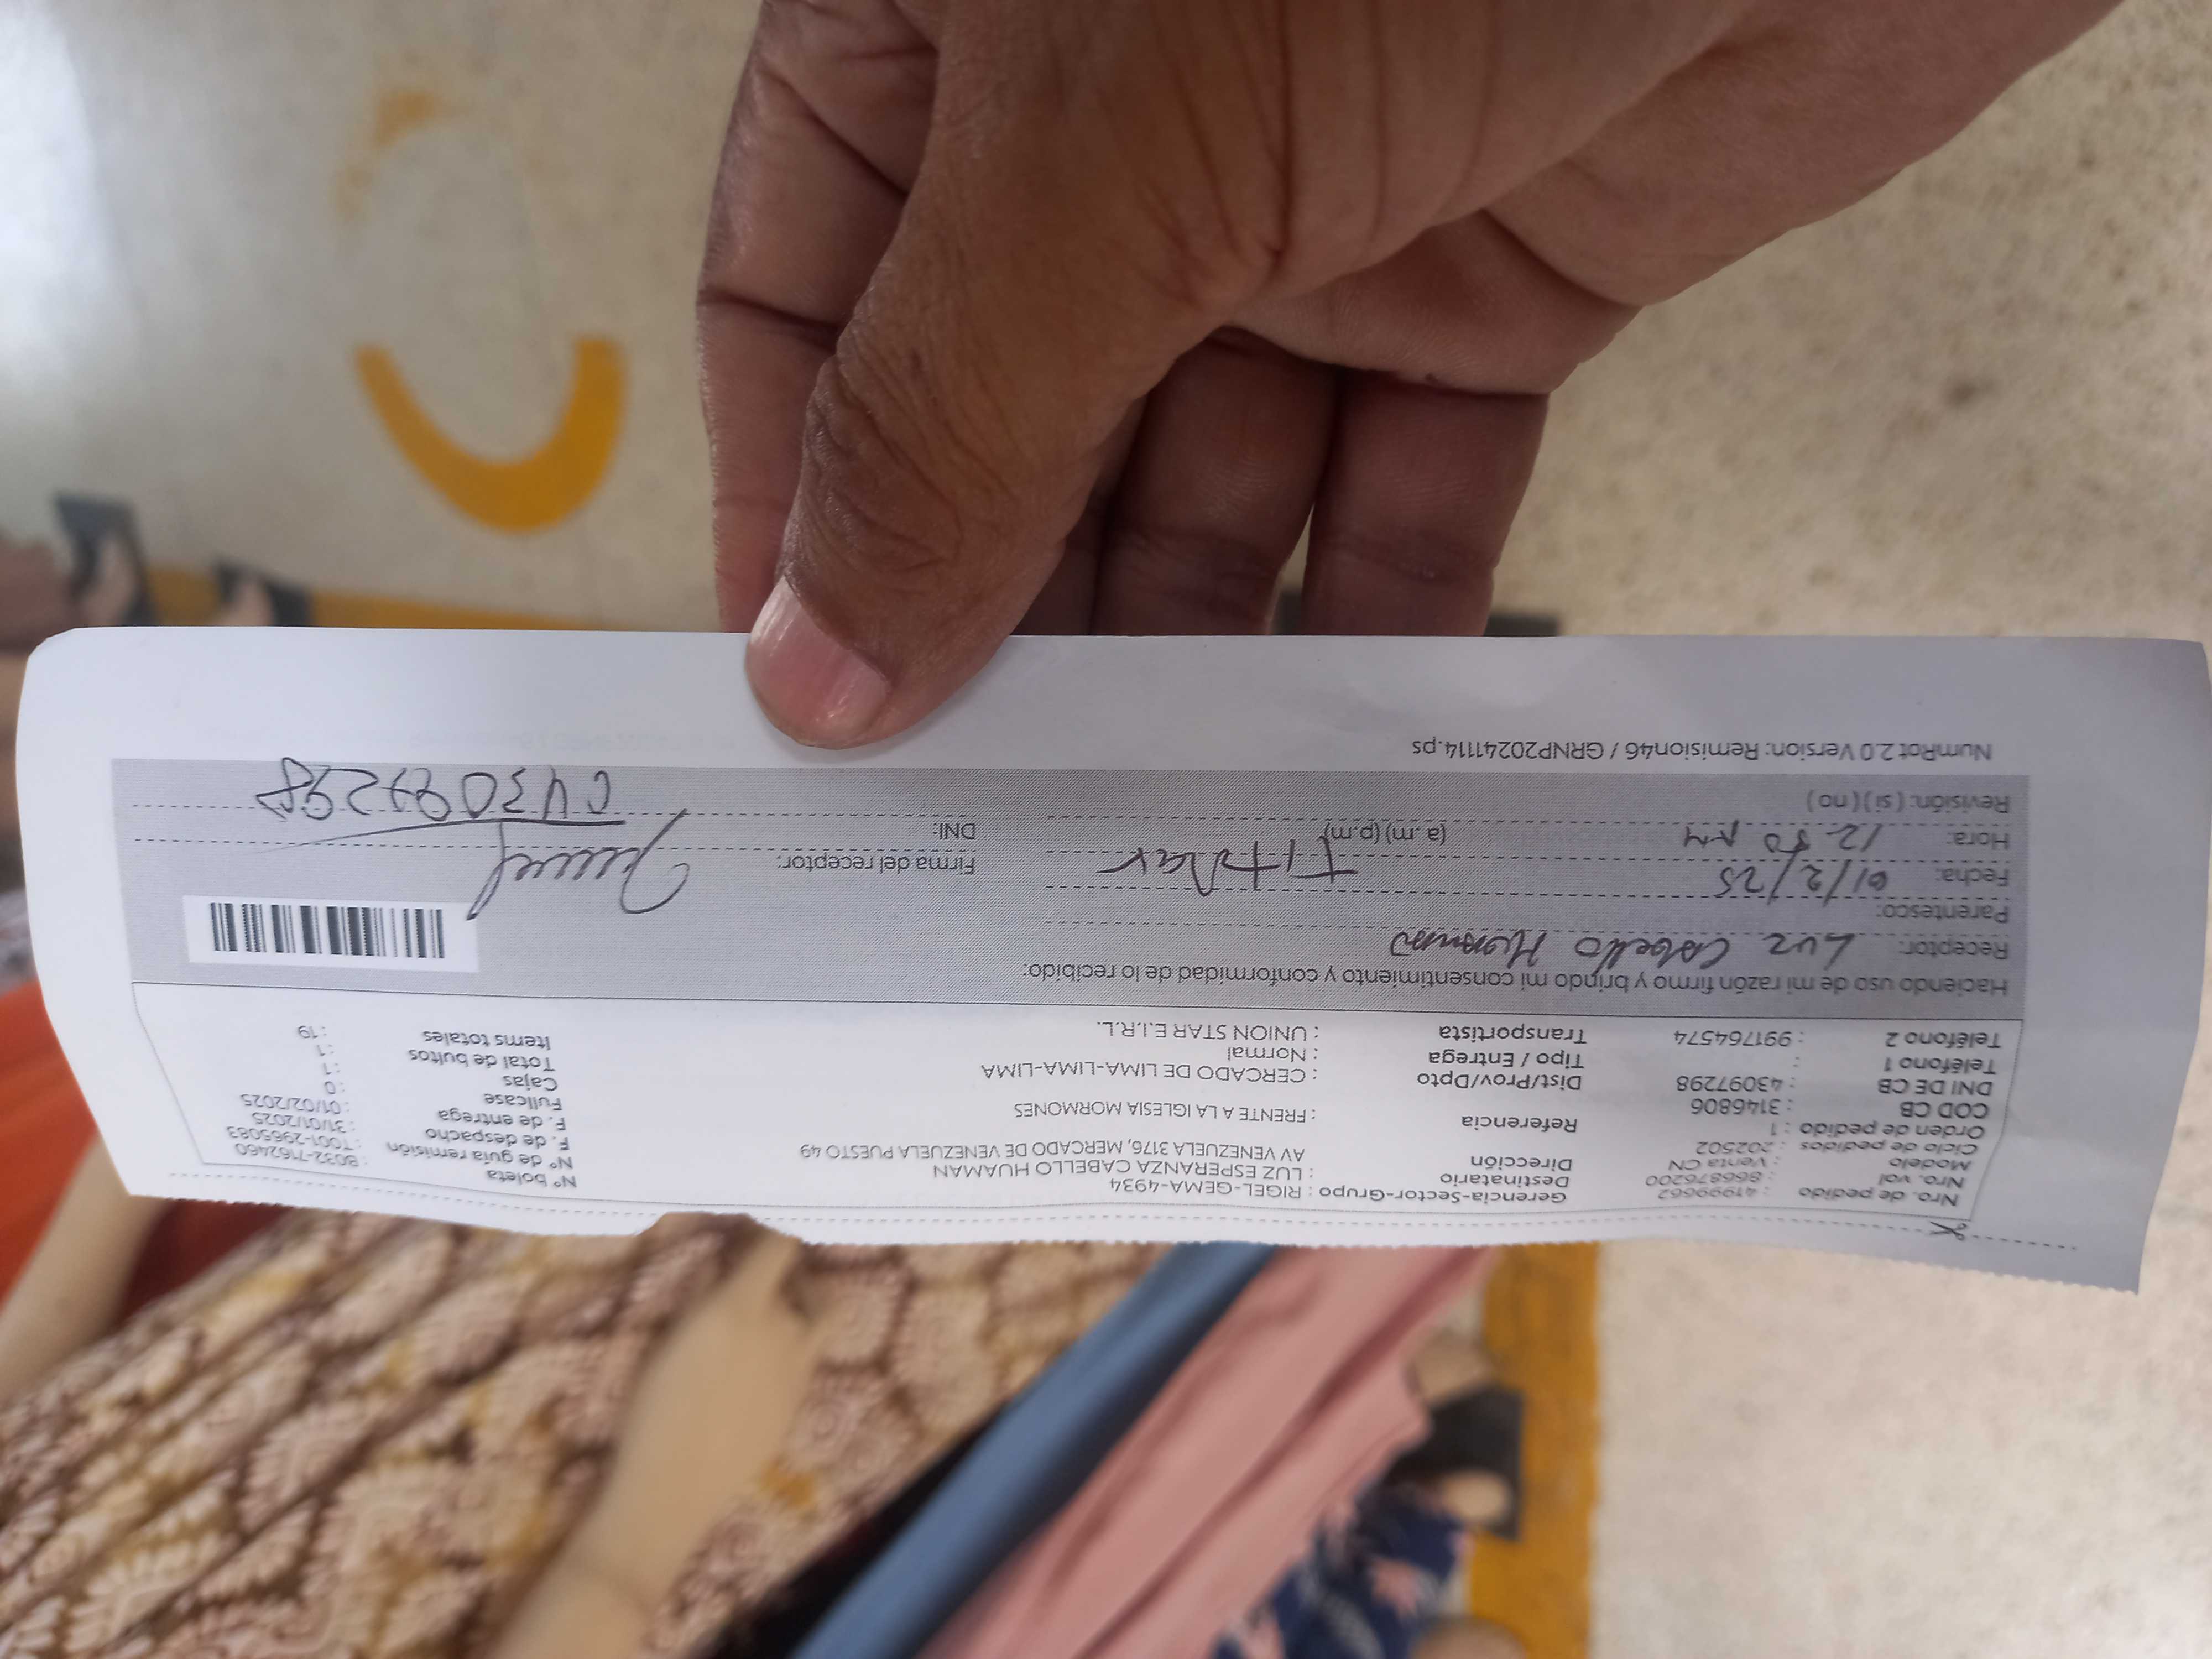 Nro. de pedido : 41999662 Gerencia-Sector-Grupo : RIGEL-GEMA-4934 N° boleta : B032-7162460
Nro. vol : 866876200 Destinatario : LUZ ESPERANZA CABELLO HUAMAN N° de guía remisión : T001-2965083
Modelo : Venta CN Dirección AV VENEZUELA 3176, MERCADO DE VENEZUELA PUESTO 49 F. de despacho : 31/01/2025
Ciclo de pedidos : 202502 F. de entrega : 01/02/2025
Orden de pedido : 1 Referencia : FRENTE A LA IGLESIA MORMONES Fullcase : 0
COD CB : 3146806 Cajas : 1
DNI DE CB : 43097298 Dist/Prov/Dpto : CERCADO DE LIMA-LIMA-LIMA Total de bultos : 1
Teléfono 1 : Tipo / Entrega : Normal Items totales : 19
Teléfono 2 : 991764574 Transportista : UNION STAR E.I.R.L.
Haciendo uso de mi razón firmo y brindo mi consentimiento y conformidad de lo recibido:
Receptor: Luz Cabello Huaman
Parentesco: Titular
Fecha: 01/2/25 Firma del receptor:
Hora: 12 50 PM (a.m) (p.m) DNI: 43097298
Revisión: ( si ) ( no )
NumRot 2.0 Version: Remision46 / GRNP20241114.ps